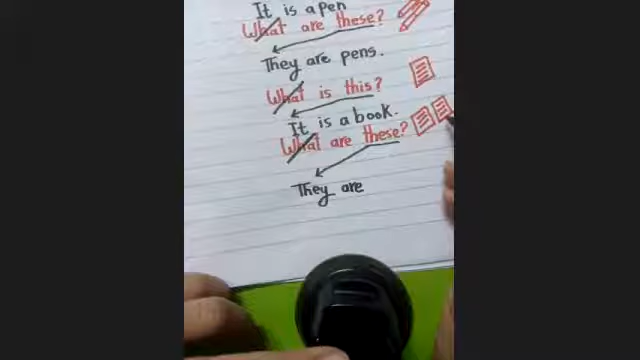 It is a pen
What are these?
They are pens.
What is this?
It is a book.
What are these?
They are